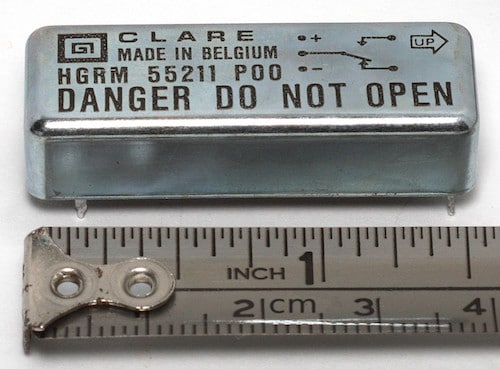 CLARE
MADE IN BELGIUM
HGRM 55211 P00
DANGER DO NOT OPEN
+
-
UP
INCH 1
2 cm 3 4